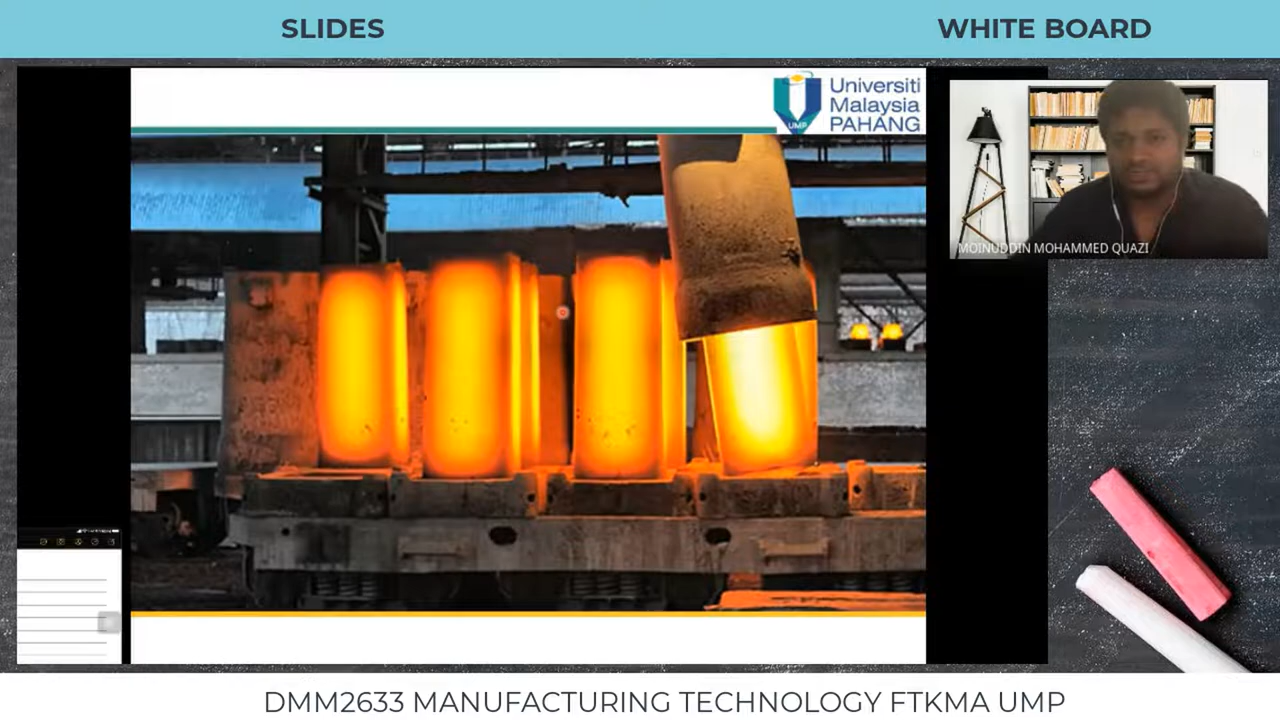 SLIDES
WHITE BOARD
Universiti
Malaysia
PAHANG
UMP
MOINUDDIN MOHAMMED QUAZI
DMM2633 MANUFACTURING TECHNOLOGY FTKMA UMP